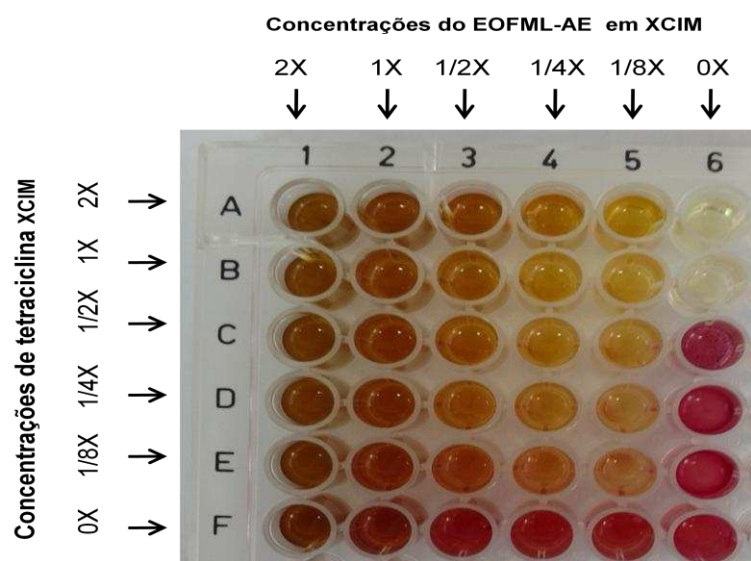 Concentrações do EOFML-AE em XCIM
2X 1X 1/2X 1/4X 1/8X 0X
1 2 3 4 5 6
Concentrações de tetraciclina XCIM
2X
1X
1/2X
1/4X
1/8X
0X
A
B
C
D
E
F